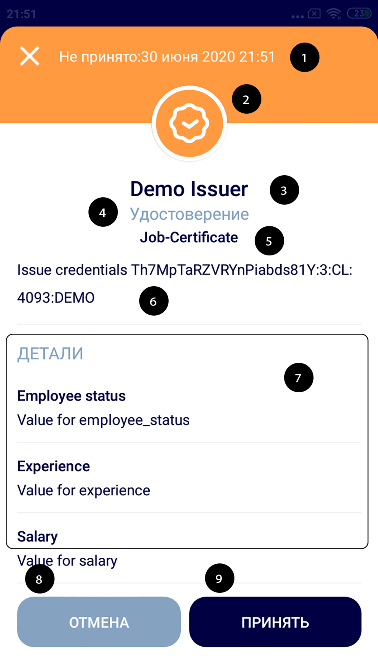 21:51
23
Не принято:30 июня 2020 21:51
1
2
Demo Issuer
3
4
Удостоверение
Job-Certificate
5
Issue credentials Th7MpTaRZVRYnPiabds81Y:3:CL:
4093:DEMO
6
ДЕТАЛИ
7
Employee status
Value for employee_status
Experience
Value for experience
Salary
Value for salary
8
9
ОТМЕНА
ПРИНЯТЬ